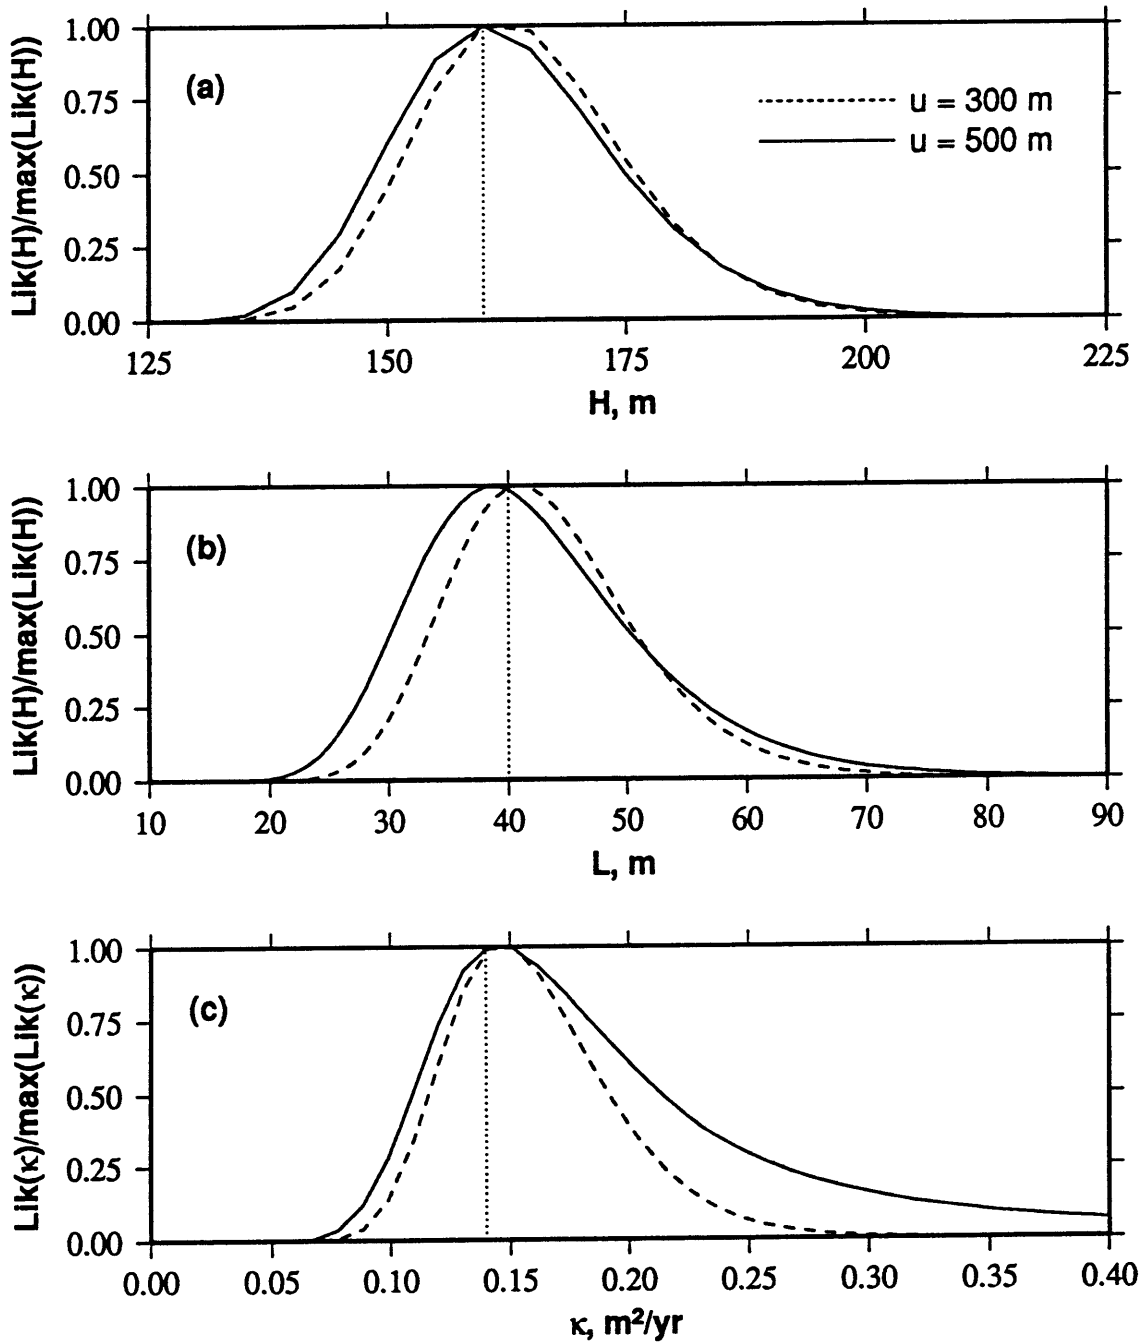 Lik(H)/max(Lik(H))
1.00
0.75
0.50
0.25
0.00
(a)
u = 300 m
u = 500 m
125 150 175 200 225
H, m
Lik(H)/max(Lik(H))
1.00
0.75
0.50
0.25
0.00
(b)
10 20 30 40 50 60 70 80 90
L, m
Lik(κ)/max(Lik(κ))
1.00
0.75
0.50
0.25
0.00
(c)
0.00 0.05 0.10 0.15 0.20 0.25 0.30 0.35 0.40
κ, m²/yr